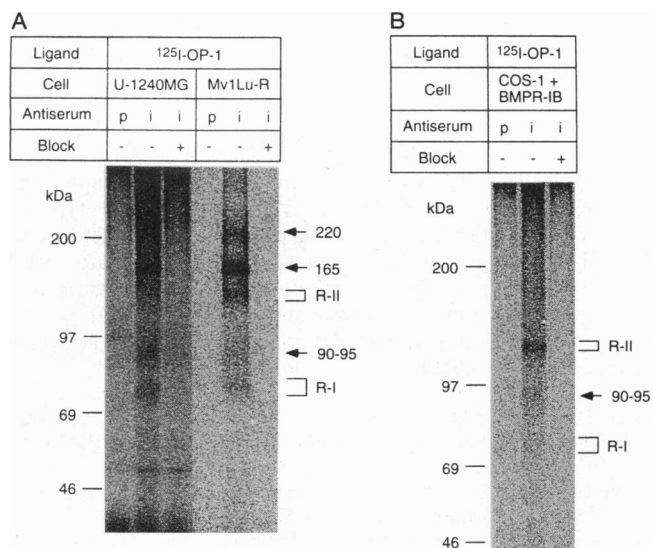 A
Ligand 125I-OP-1
Cell U-1240MG Mv1Lu-R
Antiserum p i i p i i
Block - - + - - +
kDa
200
97
69
46
220
165
R-II
90-95
R-I
B
Ligand 125I-OP-1
Cell COS-1 +
BMPR-IB
Antiserum p i i
Block - - +
kDa
200
97
69
46
R-II
90-95
R-I